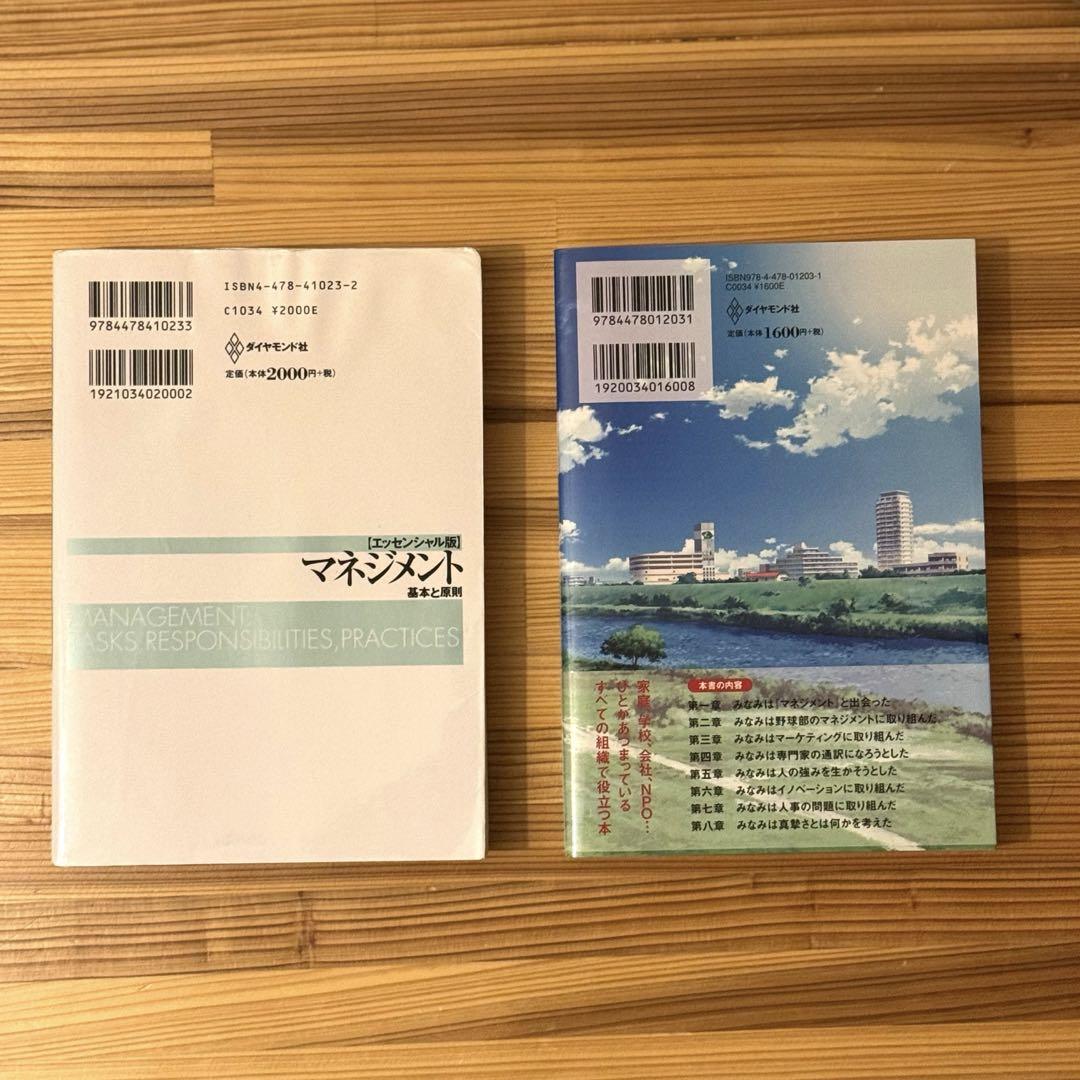 ISBN4-478-41023-2
C1034 ¥2000E
9784478410233
ダイヤモンド社
定価(本体2000円+税)
1921034020002
[エッセンシャル版]
マネジメント
基本と原則
MANAGEMENT:
TASKS, RESPONSIBILITIES, PRACTICES
ISBN978-4-478-01203-1
C0034 ¥1600E
9784478012031
ダイヤモンド社
定価(本体1600円+税)
1920034016008
家庭、学校、会社、NPO…
ひとがあつまっている
すべての組織で役立つ本
本書の内容
第一章 みなみは『マネジメント』と出会った
第二章 みなみは野球部のマネジメントに取り組んだ
第三章 みなみはマーケティングに取り組んだ
第四章 みなみは専門家の通訳になろうとした
第五章 みなみは人の強みを生かそうとした
第六章 みなみはイノベーションに取り組んだ
第七章 みなみは人事の問題に取り組んだ
第八章 みなみは真摯さとは何かを考えた